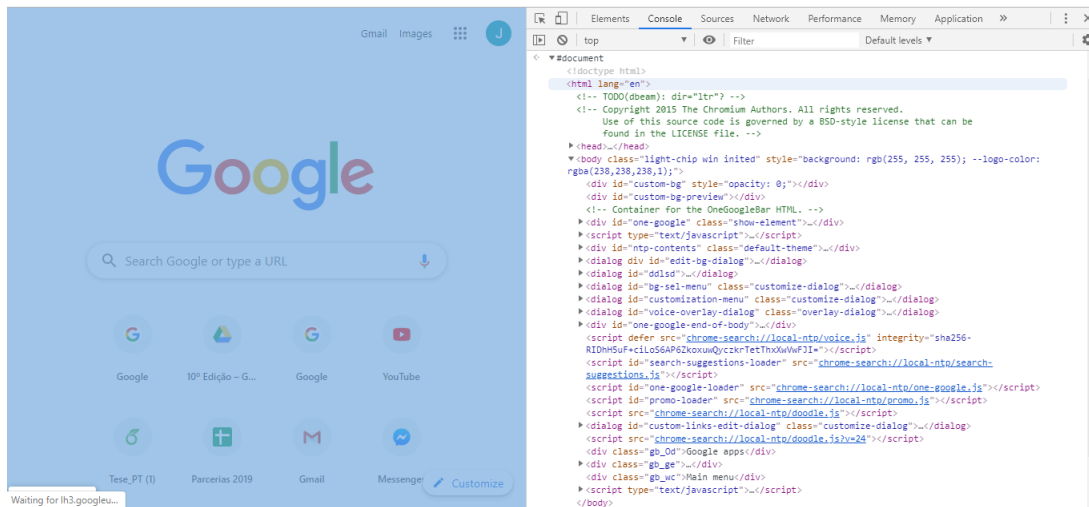 Gmail Images
J
Google
Search Google or type a URL
Google
10º Edição – G...
Google
YouTube
Tese_PT (1)
Parcerias 2019
Gmail
Messenger
Customize
Waiting for lh3.googleu...
Elements Console Sources Network Performance Memory Application »
top
Filter
Default levels ▼
▼#document
<!doctype html>
<html lang="en">
<!-- TODO(dbeam): dir="ltr"? -->
<!-- Copyright 2015 The Chromium Authors. All rights reserved.
Use of this source code is governed by a BSD-style license that can be
found in the LICENSE file. -->
▶<head>…</head>
▼<body class="light-chip win inited" style="background: rgb(255, 255, 255); --logo-color:
rgba(238,238,238,1);">
<div id="custom-bg" style="opacity: 0;"></div>
<div id="custom-bg-preview"></div>
<!-- Container for the OneGoogleBar HTML. -->
▶<div id="one-google" class="show-element">…</div>
▶<script type="text/javascript">…</script>
▶<div id="ntp-contents" class="default-theme">…</div>
▶<dialog div id="edit-bg-dialog">…</dialog>
▶<dialog id="ddlsd">…</dialog>
▶<dialog id="bg-sel-menu" class="customize-dialog">…</dialog>
▶<dialog id="customization-menu" class="customize-dialog">…</dialog>
▶<dialog id="voice-overlay-dialog" class="overlay-dialog">…</dialog>
▶<div id="one-google-end-of-body">…</div>
<script defer src="chrome-search://local-ntp/voice.js" integrity="sha256-
RIDhH5uF+ciLoS6AP6ZkoxuwQyczkrTetThxXwVwFJI="></script>
<script id="search-suggestions-loader" src="chrome-search://local-ntp/search-
suggestions.js"></script>
<script id="one-google-loader" src="chrome-search://local-ntp/one-google.js"></script>
<script id="promo-loader" src="chrome-search://local-ntp/promo.js"></script>
<script src="chrome-search://local-ntp/doodle.js"></script>
▶<dialog id="custom-links-edit-dialog" class="customize-dialog">…</dialog>
<script src="chrome-search://local-ntp/doodle.js?v=24"></script>
<div class="gb_Od">Google apps</div>
▶<div class="gb_ge">…</div>
<div class="gb_wc">Main menu</div>
▶<script type="text/javascript">…</script>
</body>